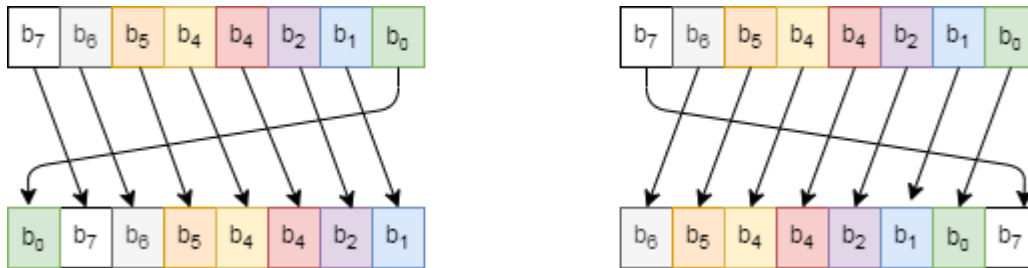 b₇ b₆ b₅ b₄ b₄ b₂ b₁ b₀
b₇ b₆ b₅ b₄ b₄ b₂ b₁ b₀
b₀ b₇ b₆ b₅ b₄ b₄ b₂ b₁
b₆ b₅ b₄ b₄ b₂ b₁ b₀ b₇